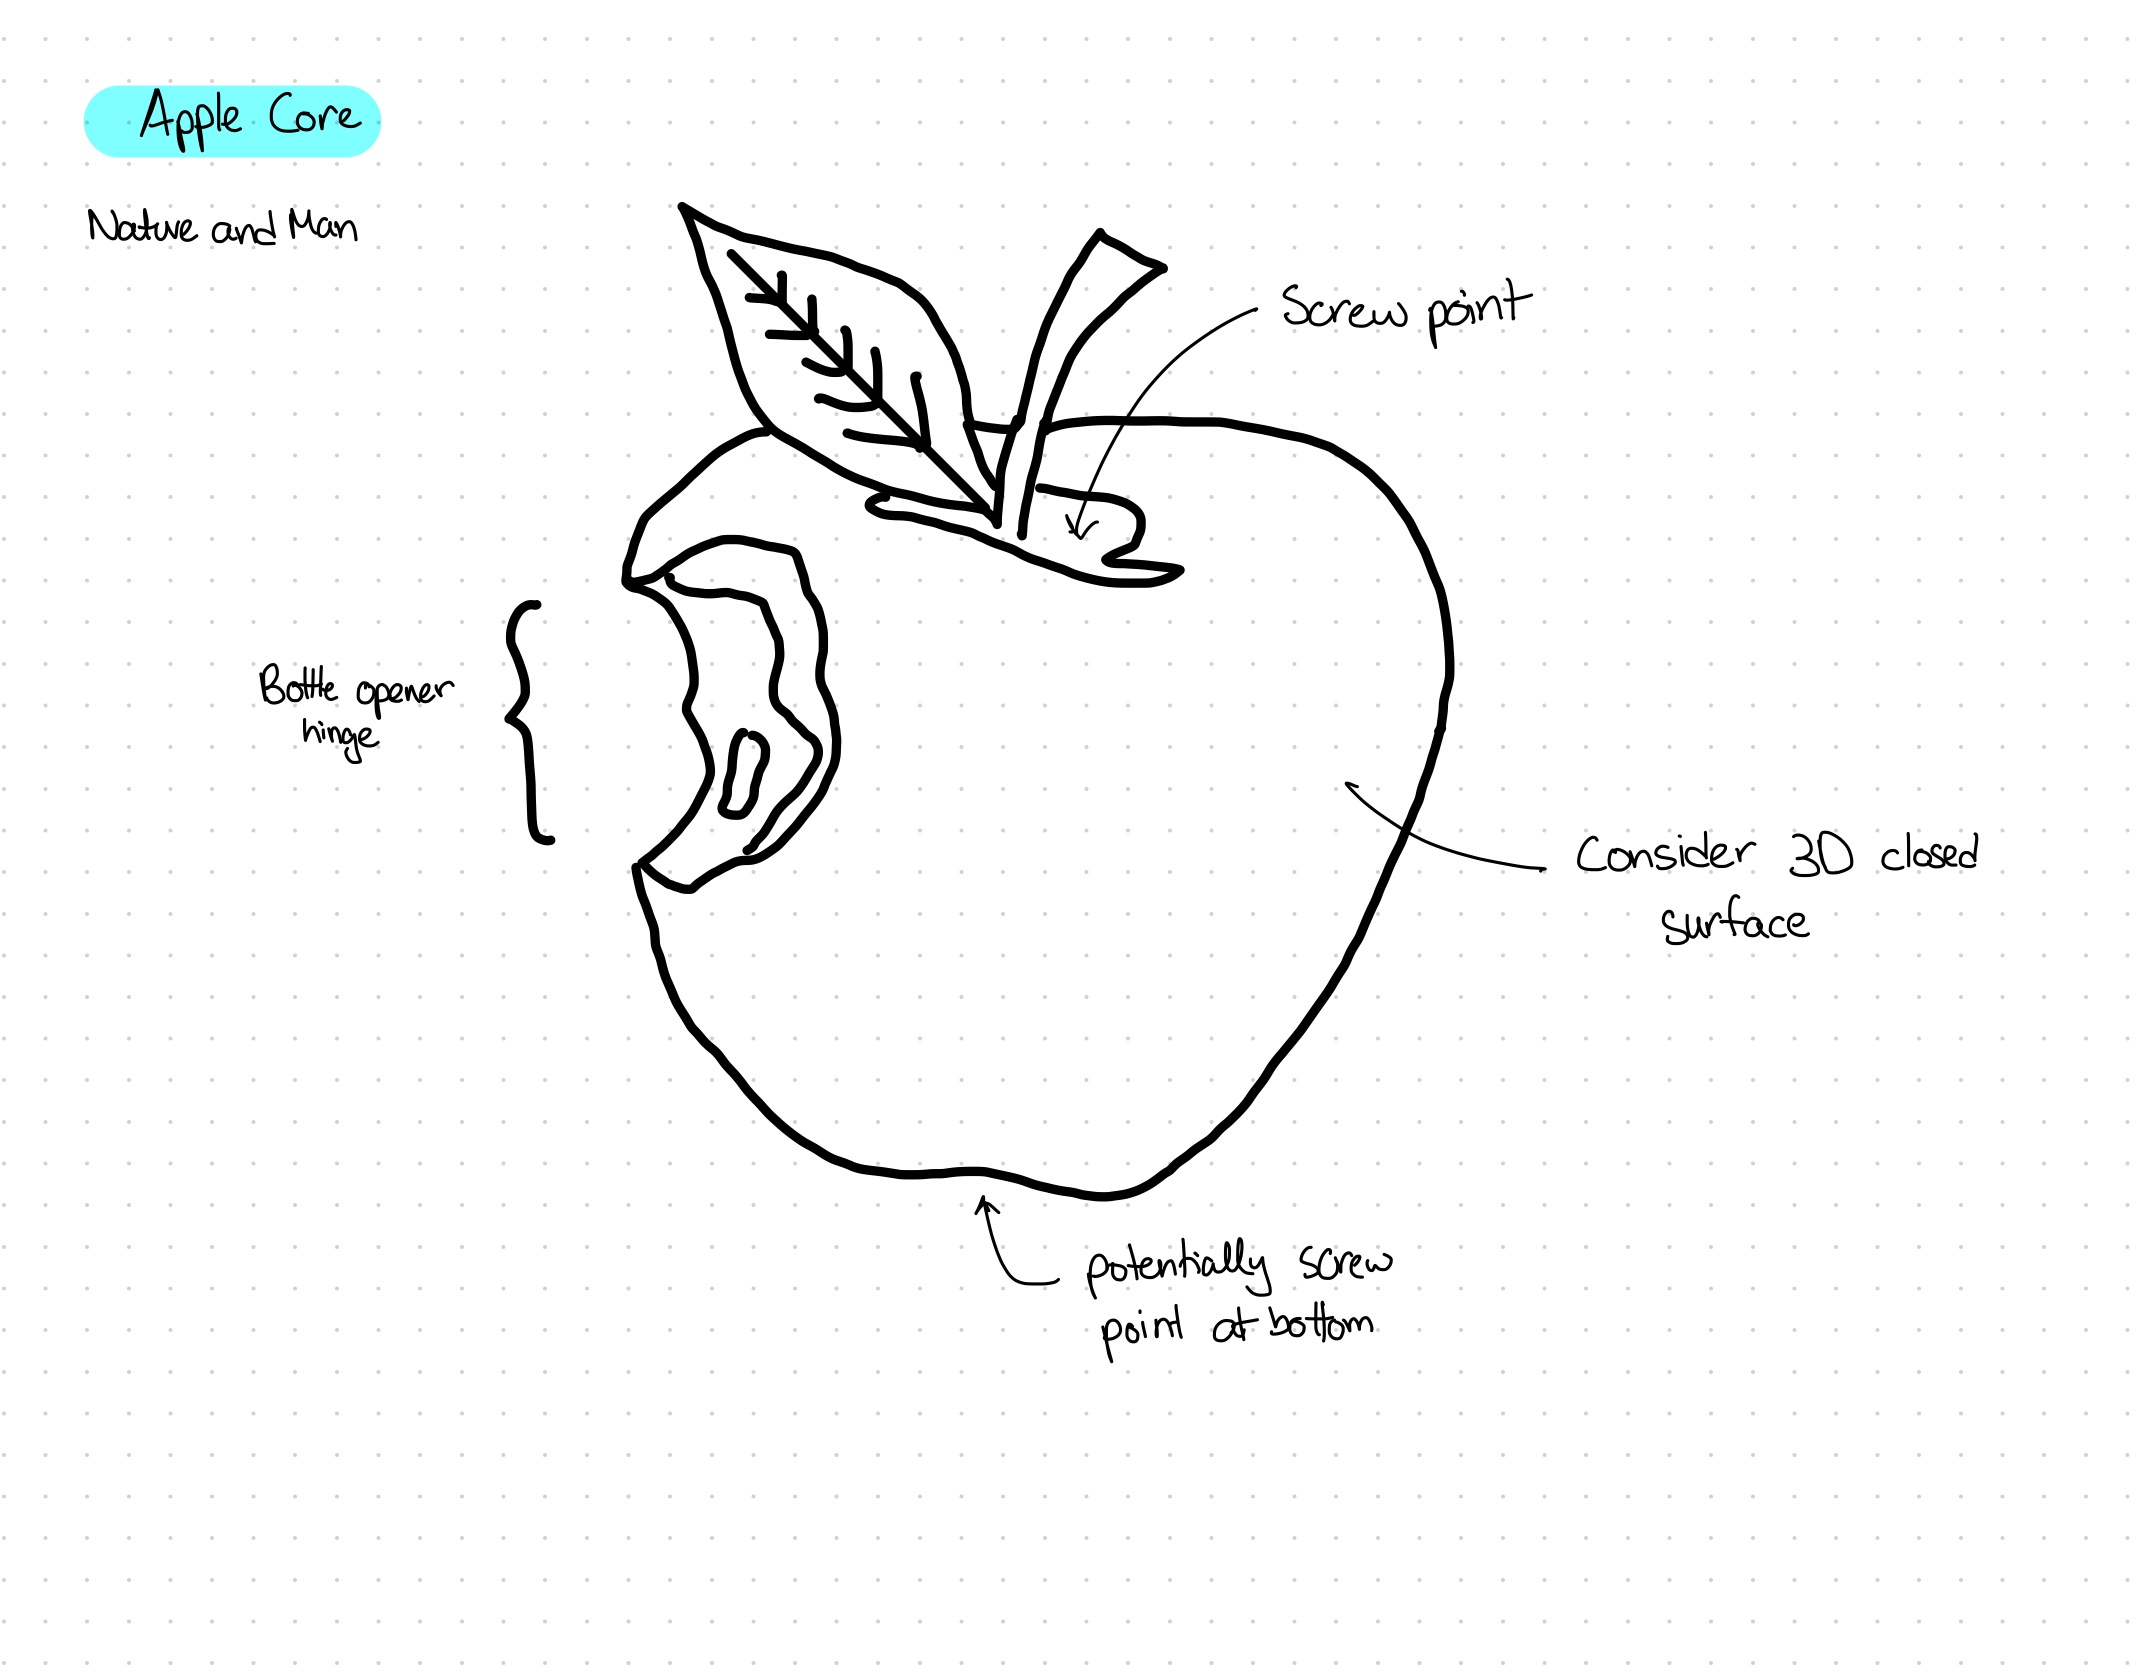 Apple Core
Nature and Man
Screw point
Bottle opener
hinge
Consider 3D closed
surface
potentially screw
point at bottom